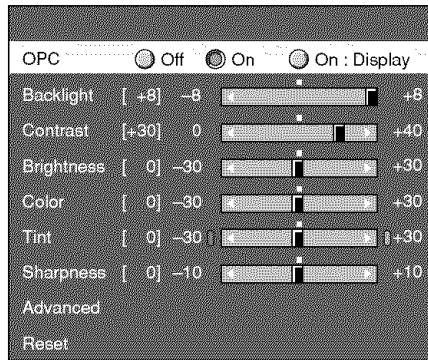 OPC Off On On : Display
Backlight [ +8] –8 +8
Contrast [+30] 0 +40
Brightness [ 0] –30 +30
Color [ 0] –30 +30
Tint [ 0] –30 +30
Sharpness [ 0] –10 +10
Advanced
Reset